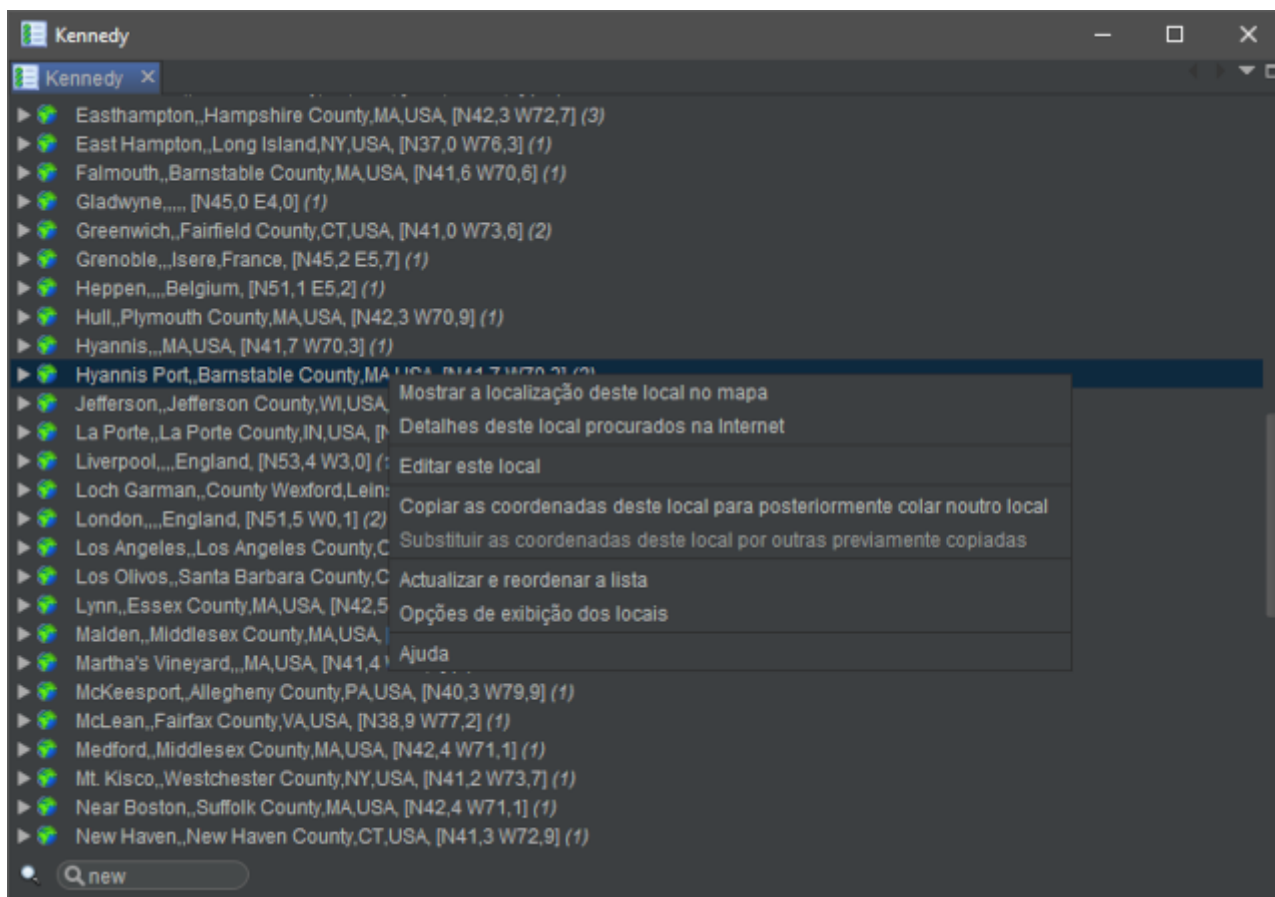 Kennedy
Kennedy
Easthampton,,Hampshire County,MA,USA, [N42,3 W72,7] (3)
East Hampton,,Long Island,NY,USA, [N37,0 W76,3] (1)
Falmouth,,Barnstable County,MA,USA, [N41,6 W70,6] (1)
Gladwyne,,,,, [N45,0 E4,0] (1)
Greenwich,,Fairfield County,CT,USA, [N41,0 W73,6] (2)
Grenoble,,,Isere,France, [N45,2 E5,7] (1)
Heppen,,,,Belgium, [N51,1 E5,2] (1)
Hull,,Plymouth County,MA,USA, [N42,3 W70,9] (1)
Hyannis,,,MA,USA, [N41,7 W70,3] (1)
Hyannis Port,,Barnstable County,MA
Mostrar a localização deste local no mapa
Jefferson,,Jefferson County,WI,USA,
La Porte,,La Porte County,IN,USA,
Detalhes deste local procurados na Internet
Liverpool,,,,England, [N53,4 W3,0]
Editar este local
Loch Garman,,County Wexford,
Copiar as coordenadas deste local para posteriormente colar noutro local
London,,,,England, [N51,5 W0,1] (2)
Los Angeles,,Los Angeles County,
Substituir as coordenadas deste local por outras previamente copiadas
Los Olivos,,Santa Barbara County,
Actualizar e reordenar a lista
Lynn,,Essex County,MA,USA, [N42,5
Opções de exibição dos locais
Malden,,Middlesex County,MA,USA,
Martha's Vineyard,,,MA,USA, [N41,4
Ajuda
McKeesport,,Allegheny County,PA,USA, [N40,3 W79,9] (1)
McLean,,Fairfax County,VA,USA, [N38,9 W77,2] (1)
Medford,,Middlesex County,MA,USA, [N42,4 W71,1] (1)
Mt. Kisco,,Westchester County,NY,USA, [N41,2 W73,7] (1)
Near Boston,,Suffolk County,MA,USA, [N42,4 W71,1] (1)
New Haven,,New Haven County,CT,USA, [N41,3 W72,9] (1)
new